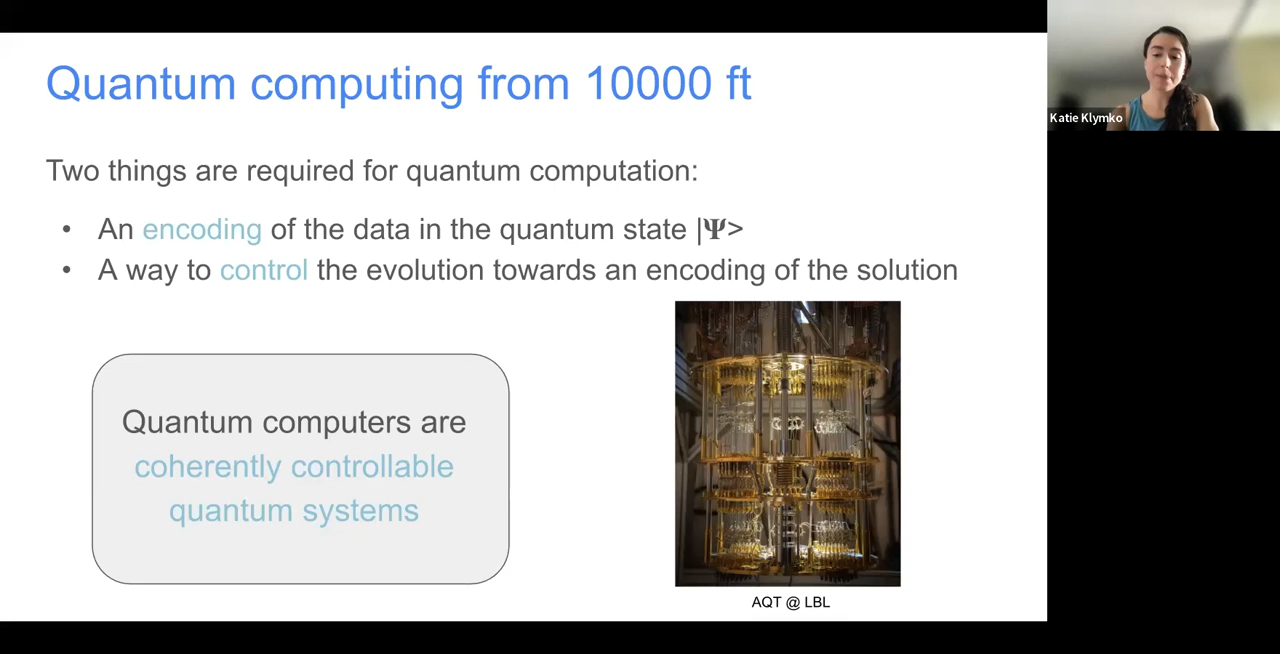 Quantum computing from 10000 ft
Katie Klymko
Two things are required for quantum computation:
• An encoding of the data in the quantum state |Ψ>
• A way to control the evolution towards an encoding of the solution
Quantum computers are
coherently controllable
quantum systems
AQT @ LBL